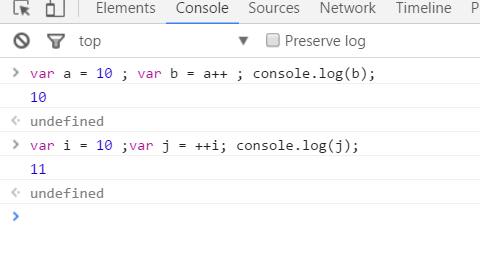 Elements Console Sources Network Timeline P
top ▼ Preserve log
> var a = 10 ; var b = a++ ; console.log(b);
10
undefined
> var i = 10 ;var j = ++i; console.log(j);
11
undefined
>